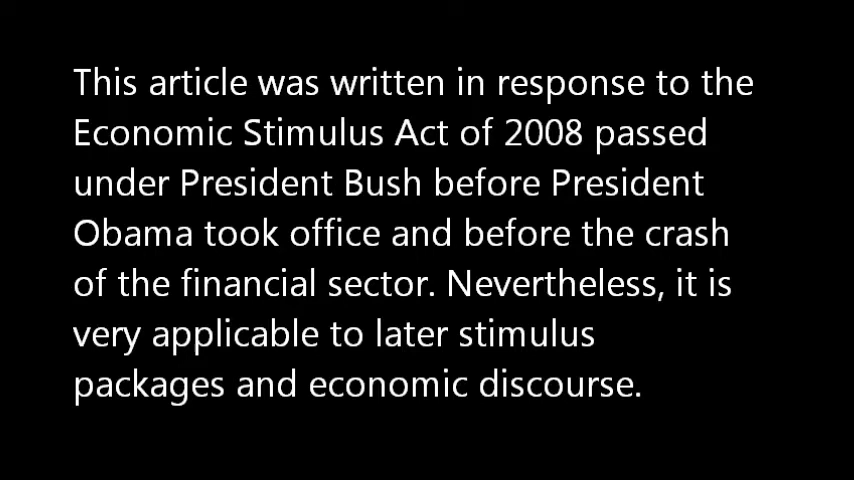 This article was written in response to the
Economic Stimulus Act of 2008 passed
under President Bush before President
Obama took office and before the crash
of the financial sector. Nevertheless, it is
very applicable to later stimulus
packages and economic discourse.